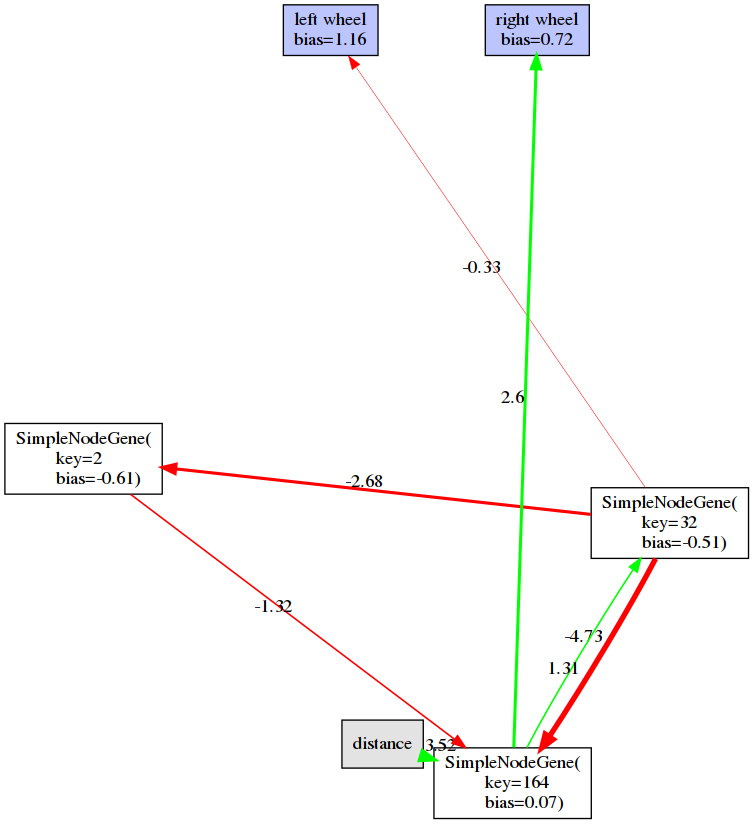 left wheel
bias=1.16
right wheel
bias=0.72
-0.33
2.6
SimpleNodeGene(
key=2
bias=-0.61)
-2.68
SimpleNodeGene(
key=32
bias=-0.51)
-1.32
-4.73
1.31
distance
3.52
SimpleNodeGene(
key=164
bias=0.07)